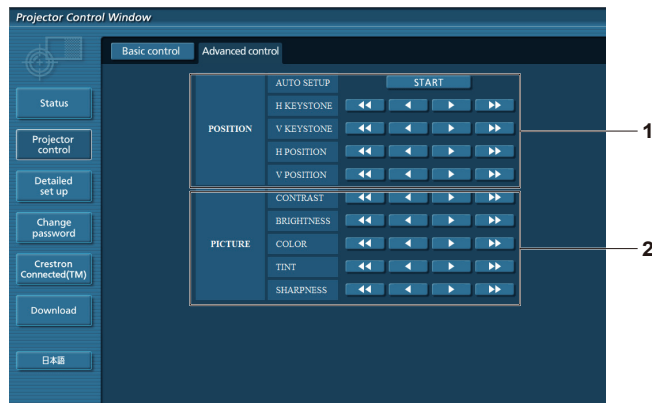 Projector Control Window
Basic control
Advanced control
Status
Projector
control
Detailed
set up
Change
password
Crestron
Connected(TM)
Download
日本語
POSITION
AUTO SETUP
START
H KEYSTONE
V KEYSTONE
H POSITION
V POSITION
1
PICTURE
CONTRAST
BRIGHTNESS
COLOR
TINT
SHARPNESS
2